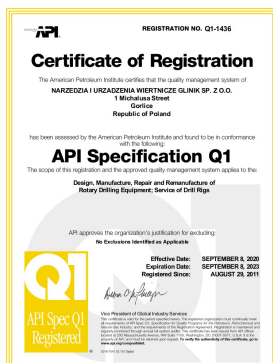 energy API.
REGISTRATION NO. Q1-1436
Certificate of Registration
The American Petroleum Institute certifies that the quality management system of
NARZEDZIA I URZADZENIA WIERTNICZE GLINIK SP. Z O.O.
1 Michalusa Street
Gorlice
Republic of Poland
has been assessed by the American Petroleum Institute and found to be in conformance
with the following:
API Specification Q1
The scope of this registration and the approved quality management system applies to the:
Design, Manufacture, Repair and Remanufacture of
Rotary Drilling Equipment; Service of Drill Rigs
API approves the organization's justification for excluding:
No Exclusions Identified as Applicable
Effective Date: SEPTEMBER 8, 2020
Expiration Date: SEPTEMBER 8, 2023
Registered Since: AUGUST 29, 2011
Q1
API Spec Q1
Registered
Vice President of Global Industry Services